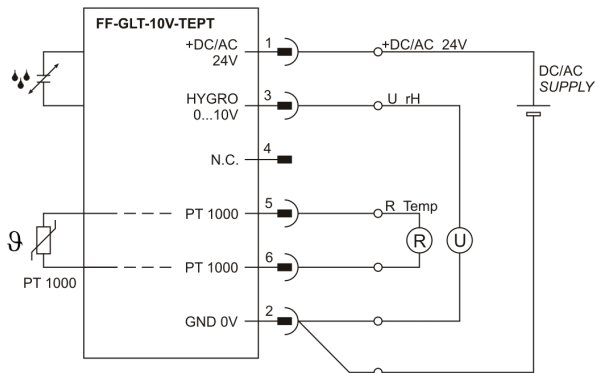 FF-GLT-10V-TEPT
+DC/AC 24V
1
+DC/AC 24V
DC/AC SUPPLY
HYGRO 0...10V
3
U rH
N.C.
4
PT 1000
5
R Temp
R
U
ϑ
PT 1000
PT 1000
6
GND 0V
2